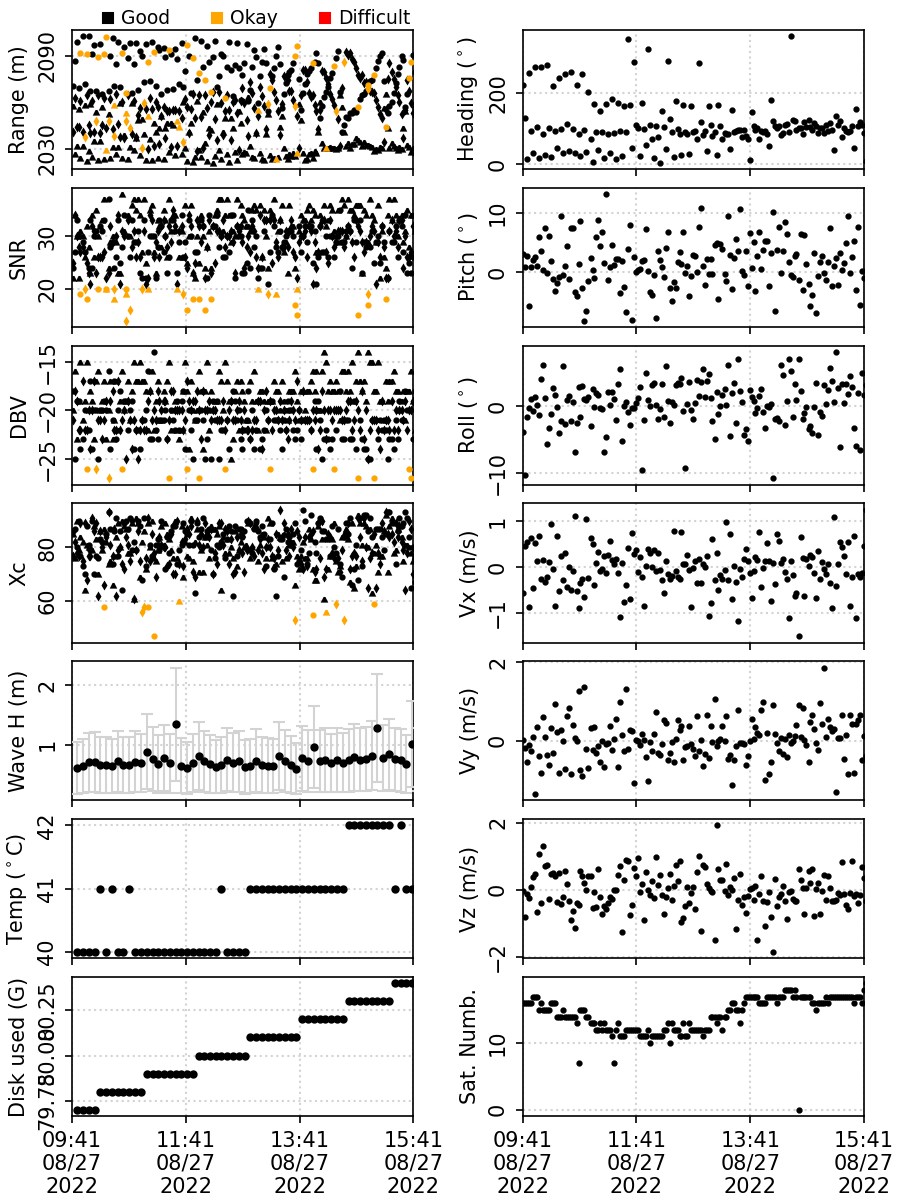 Good Okay Difficult
Range (m)
2090
2030
Heading (°)
200
0
SNR
30
20
Pitch (°)
10
0
DBV
−15
−20
−25
Roll (°)
0
−10
Xc
80
60
Vx (m/s)
1
0
−1
Wave H (m)
2
1
Vy (m/s)
2
0
Temp (°C)
42
41
40
Vz (m/s)
2
0
−2
Disk used (G)
80.25
80.00
79.75
Sat. Numb.
10
0
09:41 11:41 13:41 15:41 09:41 11:41 13:41 15:41
08/27 08/27 08/27 08/27 08/27 08/27 08/27 08/27
2022 2022 2022 2022 2022 2022 2022 2022